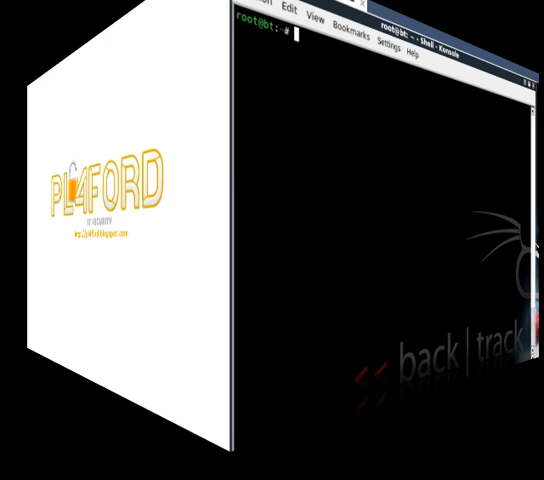 PL4FORD
IT SECURITY
Edit View Bookmarks Settings Help
root@bt: ~ - Shell - Konsole
root@bt:~#
<< back | track